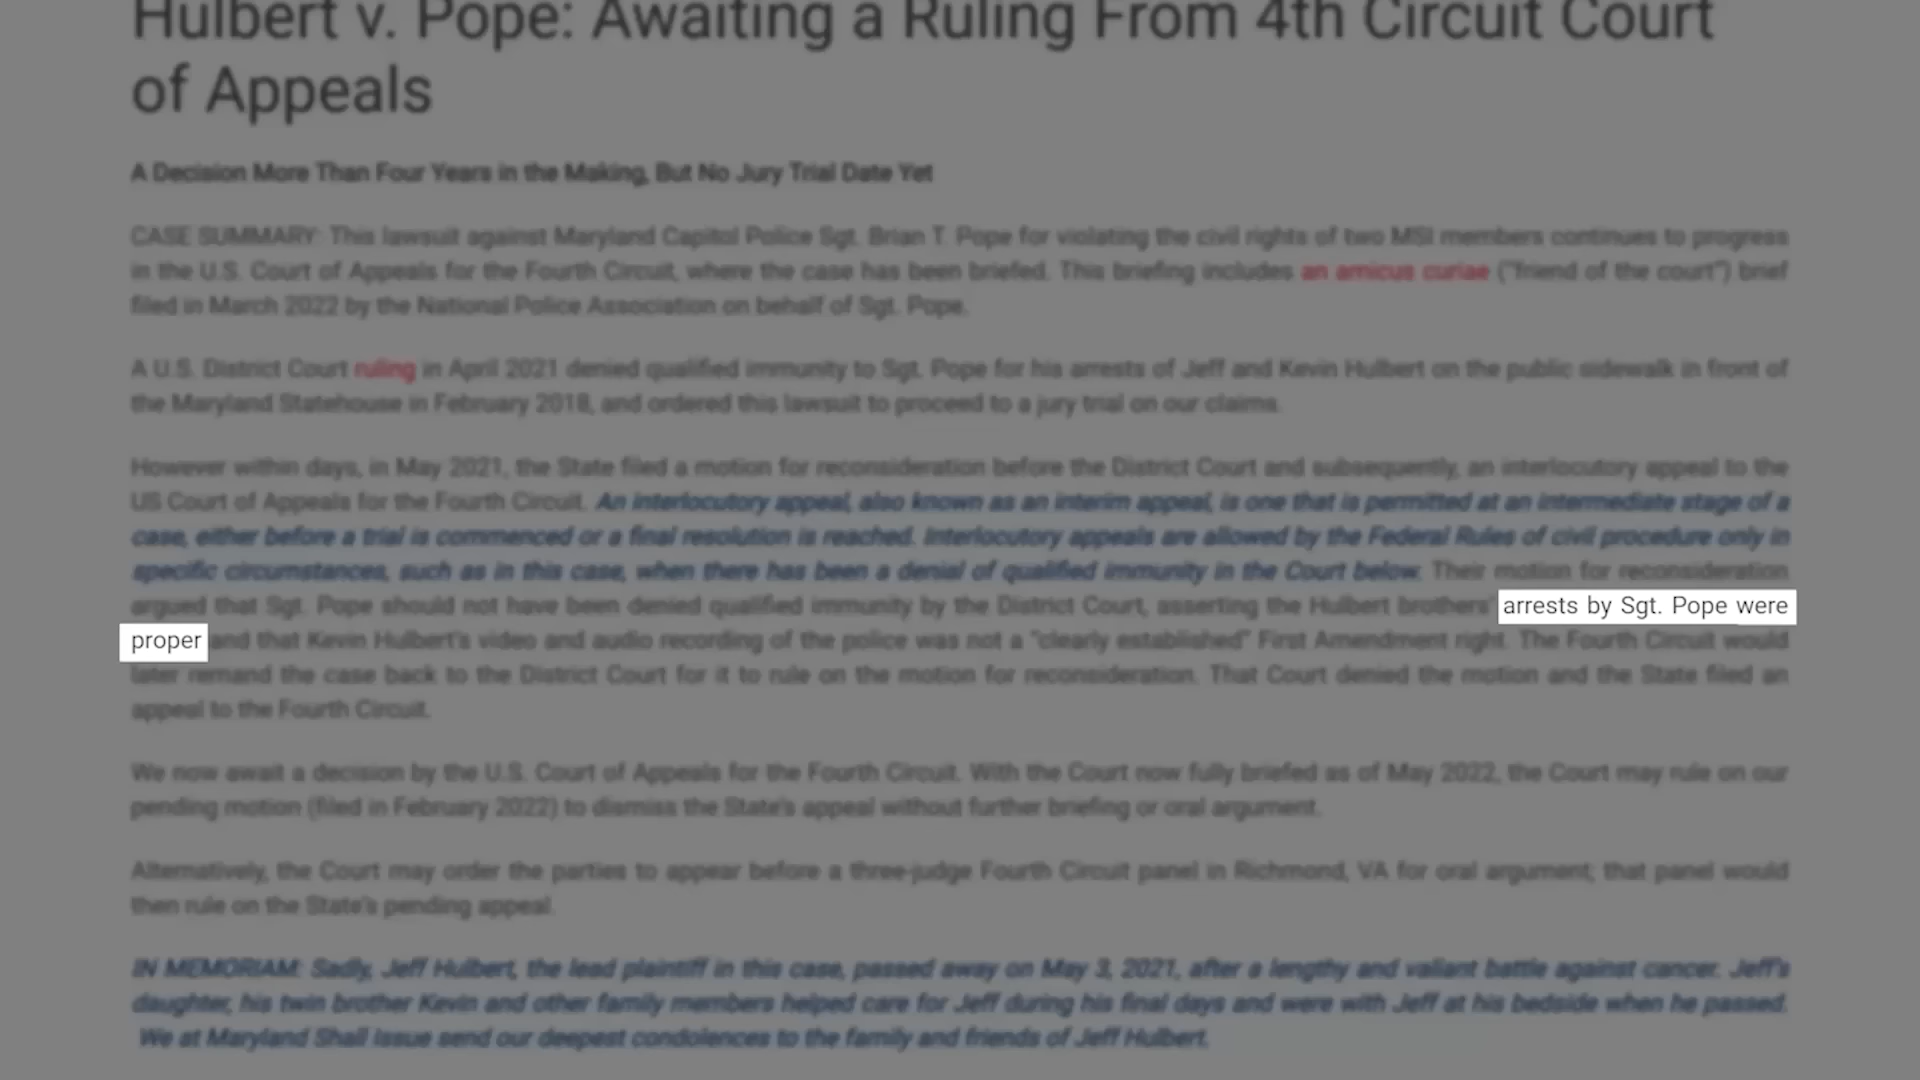 Hulbert v. Pope: Awaiting a Ruling From 4th Circuit Court
of Appeals
A Decision More Than Four Years in the Making, But No Jury Trial Date Yet
CASE SUMMARY: This lawsuit against Maryland Capitol Police Sgt. Brian T. Pope for violating the civil rights of two MSI members continues to progress
in the U.S. Court of Appeals for the Fourth Circuit, where the case has been briefed. This briefing includes an amicus curiae ("friend of the court") brief
filed in March 2022 by the National Police Association on behalf of Sgt. Pope.
A U.S. District Court ruling in April 2021 denied qualified immunity to Sgt. Pope for his arrests of Jeff and Kevin Hulbert on the public sidewalk in front of
the Maryland Statehouse in February 2018, and ordered this lawsuit to proceed to a jury trial on our claims.
However within days, in May 2021, the State filed a motion for reconsideration before the District Court and subsequently, an interlocutory appeal to the
US Court of Appeals for the Fourth Circuit. An interlocutory appeal, also known as an interim appeal, is one that is permitted at an intermediate stage of a
case, either before a trial is commenced or a final resolution is reached. Interlocutory appeals are allowed by the Federal Rules of civil procedure only in
specific circumstances, such as in this case, when there has been a denial of qualified immunity in the Court below. Their motion for reconsideration
argued that Sgt. Pope should not have been denied qualified immunity by the District Court, asserting the Hulbert brothers' arrests by Sgt. Pope were
proper and that Kevin Hulbert's video and audio recording of the police was not a "clearly established" First Amendment right. The Fourth Circuit would
later remand the case back to the District Court for it to rule on the motion for reconsideration. That Court denied the motion and the State filed an
appeal to the Fourth Circuit.
We now await a decision by the U.S. Court of Appeals for the Fourth Circuit. With the Court now fully briefed as of May 2022, the Court may rule on our
pending motion (filed in February 2022) to dismiss the State's appeal without further briefing or oral argument.
Alternatively, the Court may order the parties to appear before a three-judge Fourth Circuit panel in Richmond, VA for oral argument; that panel would
then rule on the State's pending appeal.
IN MEMORIAM: Sadly, Jeff Hulbert, the lead plaintiff in this case, passed away on May 3, 2021, after a lengthy and valiant battle against cancer. Jeff's
daughter, his twin brother Kevin and other family members helped care for Jeff during his final days and were with Jeff at his bedside when he passed.
We at Maryland Shall Issue send our deepest condolences to the family and friends of Jeff Hulbert.